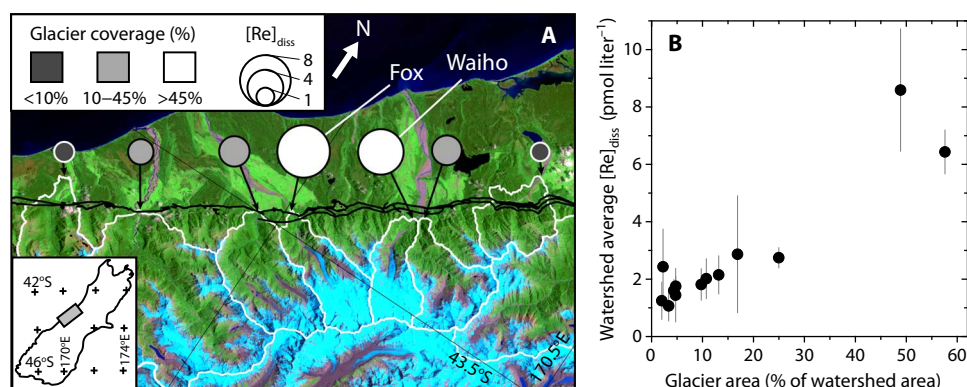 Glacier coverage (%)
<10%
10–45%
>45%
[Re]diss
8
4
1
N
A
Fox
Waiho
43.5°S
170.5°E
42°S
46°S
170°E
174°E
B
Watershed average [Re]diss (pmol liter⁻¹)
10
8
6
4
2
0
0
10
20
30
40
50
60
Glacier area (% of watershed area)